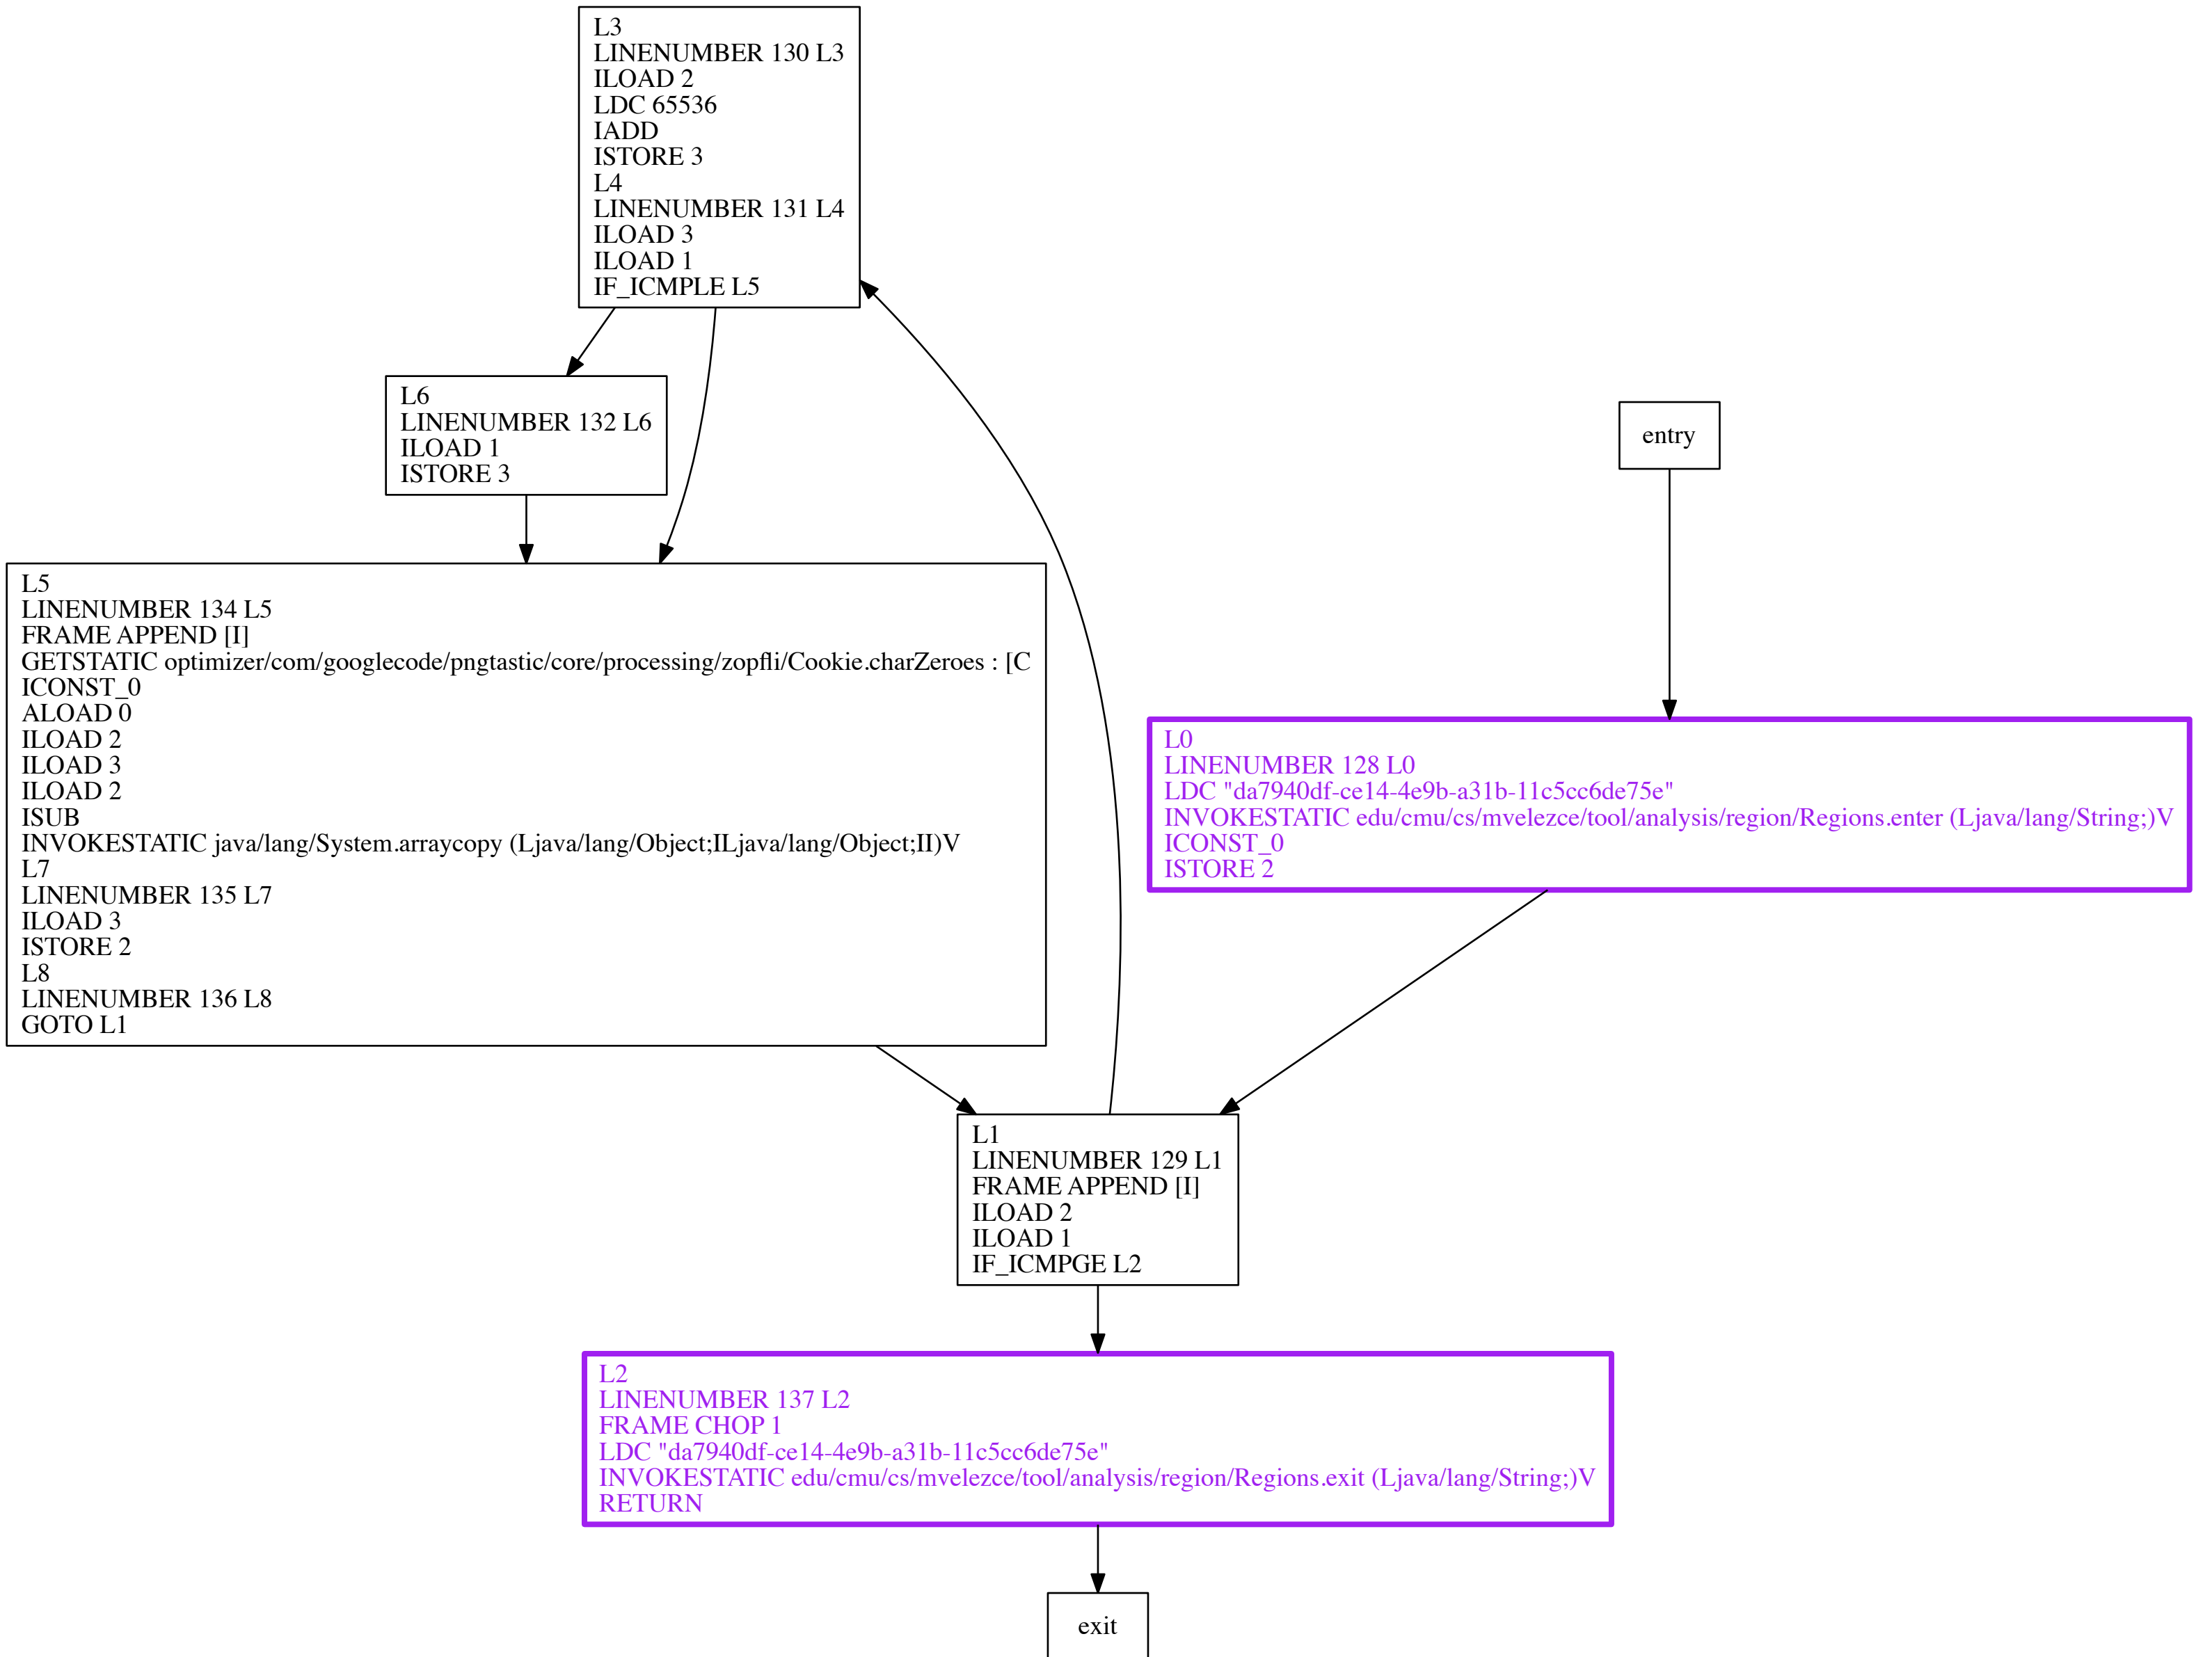 L3
LINENUMBER 130 L3
ILOAD 2
LDC 65536
IADD
ISTORE 3
L4
LINENUMBER 131 L4
ILOAD 3
ILOAD 1
IF_ICMPLE L5
L6
LINENUMBER 132 L6
ILOAD 1
ISTORE 3
entry
L5
LINENUMBER 134 L5
FRAME APPEND [I]
GETSTATIC optimizer/com/googlecode/pngtastic/core/processing/zopfli/Cookie.charZeroes : [C
ICONST_0
ALOAD 0
ILOAD 2
ILOAD 3
ILOAD 2
ISUB
INVOKESTATIC java/lang/System.arraycopy (Ljava/lang/Object;ILjava/lang/Object;II)V
L7
LINENUMBER 135 L7
ILOAD 3
ISTORE 2
L8
LINENUMBER 136 L8
GOTO L1
L0
LINENUMBER 128 L0
LDC "da7940df-ce14-4e9b-a31b-11c5cc6de75e"
INVOKESTATIC edu/cmu/cs/mvelezce/tool/analysis/region/Regions.enter (Ljava/lang/String;)V
ICONST_0
ISTORE 2
L1
LINENUMBER 129 L1
FRAME APPEND [I]
ILOAD 2
ILOAD 1
IF_ICMPGE L2
L2
LINENUMBER 137 L2
FRAME CHOP 1
LDC "da7940df-ce14-4e9b-a31b-11c5cc6de75e"
INVOKESTATIC edu/cmu/cs/mvelezce/tool/analysis/region/Regions.exit (Ljava/lang/String;)V
RETURN
exit